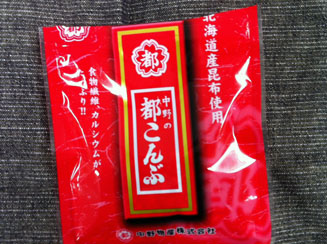 都
北海道産昆布使用
都
中野の
都こんぶ
食物繊維、カルシウムが
たっぷり!!
都 中野物産株式会社